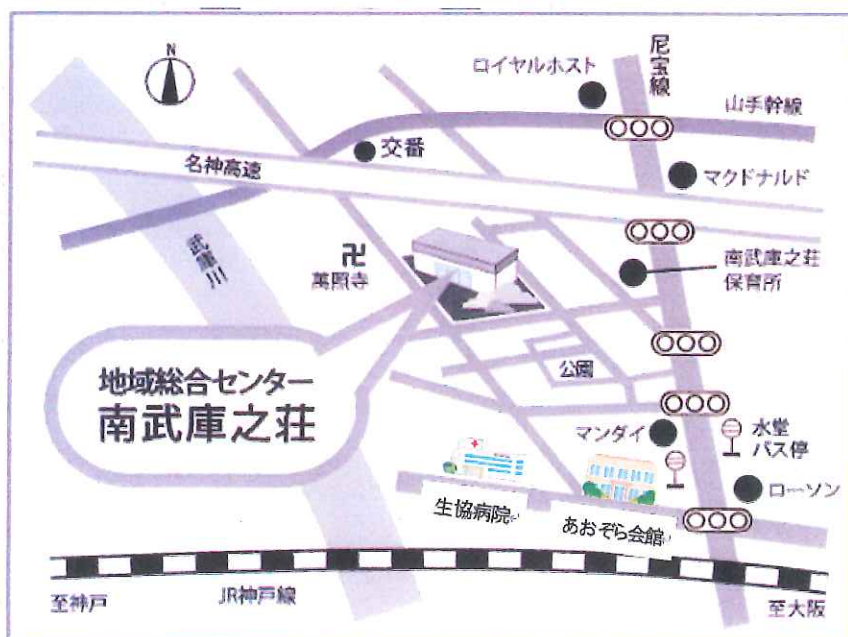 N
ロイヤルホスト
尼宝線
山手幹線
交番
名神高速
マクドナルド
武庫川
卍
萬照寺
南武庫之荘
保育所
地域総合センター
南武庫之荘
公園
マンダイ
水堂
バス停
生協病院
あおぞら会館
ローソン
至神戸
JR神戸線
至大阪